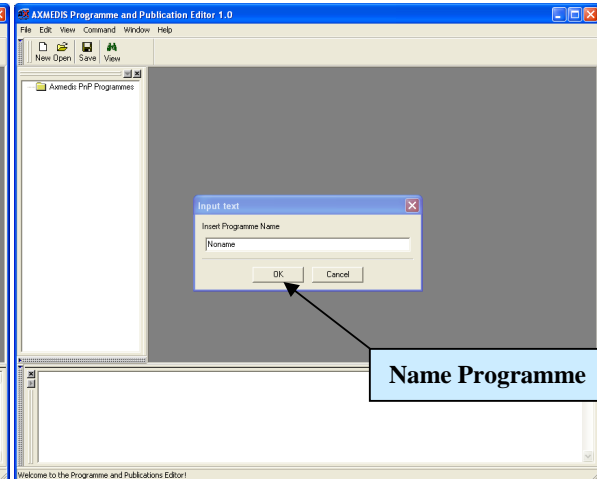 AXMEDIS Programme and Publication Editor 1.0
File Edit View Command Window Help
New Open Save View
Axmedis PnP Programmes
Input text
Insert Programme Name
Noname
OK Cancel
Name Programme
Welcome to the Programme and Publications Editor!